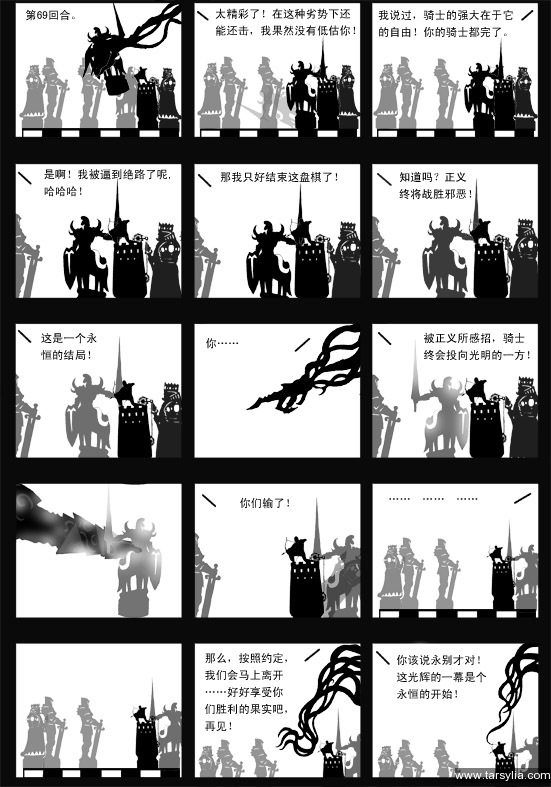 第69回合。
太精彩了！在这种劣势下还
能还击，我果然没有低估你！
我说过，骑士的强大在于它
的自由！你的骑士都完了。
是啊！我被逼到绝路了呢，
哈哈哈！
那我只好结束这盘棋了！
知道吗？正义
终将战胜邪恶！
这是一个永
恒的结局！
你……
被正义所感招，骑士
终会投向光明的一方！
你们输了！
…… …… ……
那么，按照约定，
我们会马上离开
……好好享受你
们胜利的果实吧，
再见！
你该说永别才对！
这光辉的一幕是个
永恒的开始！
www.tarsylia.com